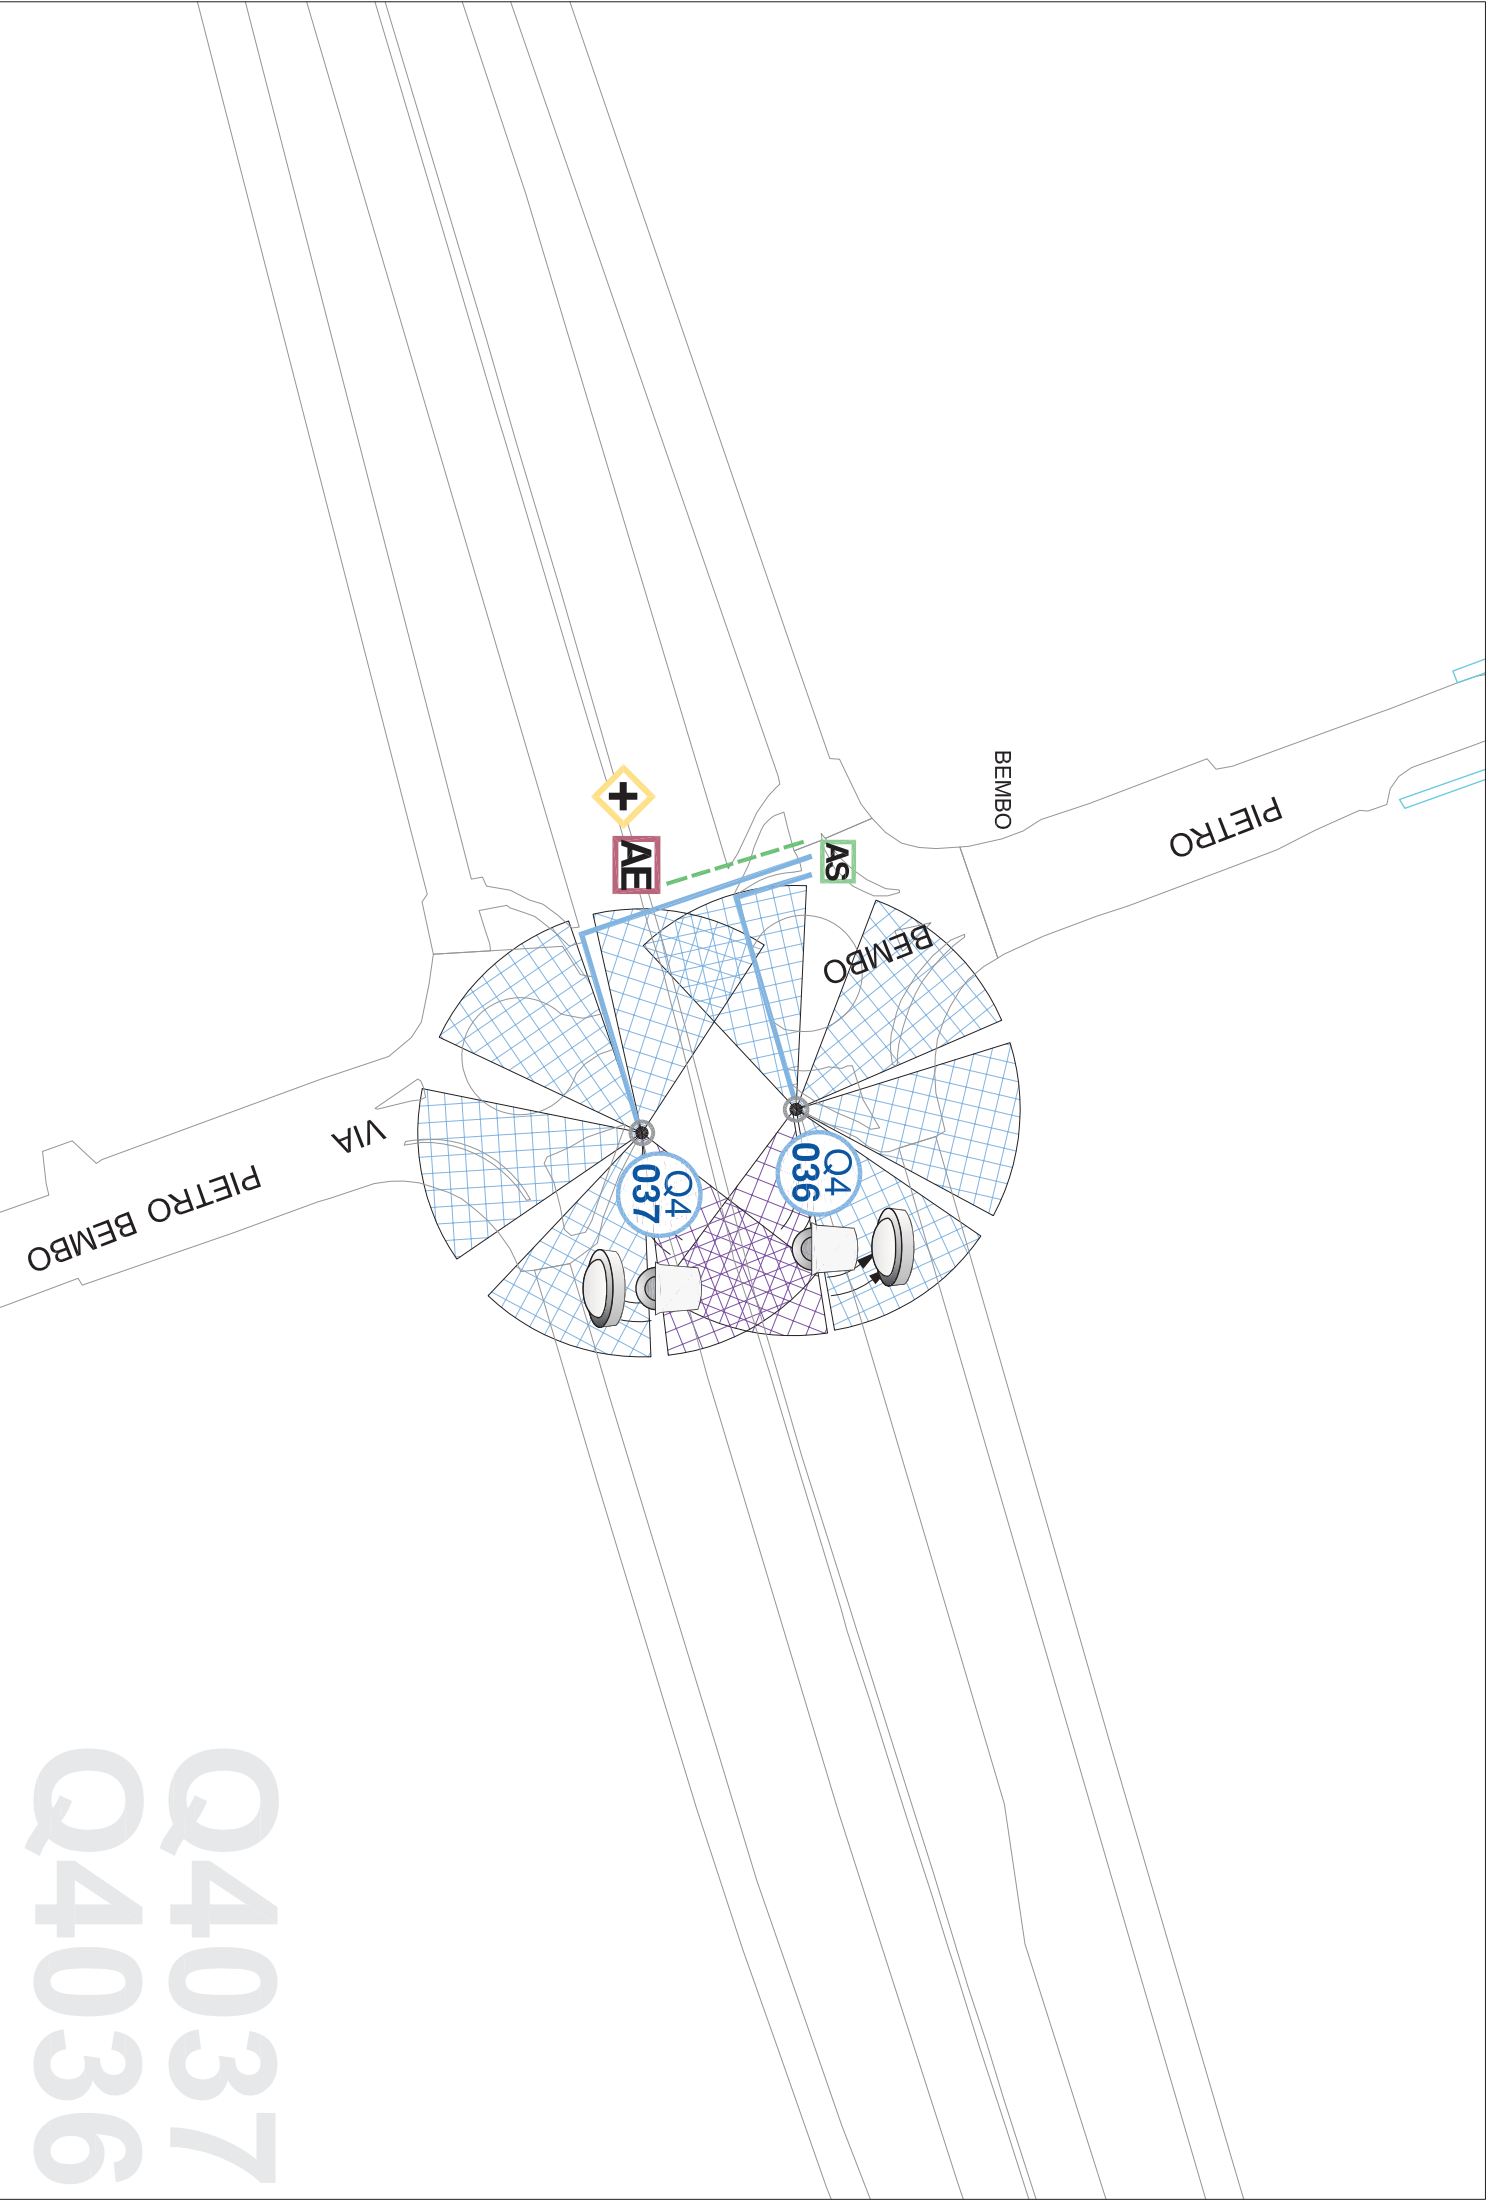 BEMBO
PIETRO
+
AE
AS
BEMBO
VIA
PIETRO BEMBO
Q4
036
Q4
037
Q4037
Q4036